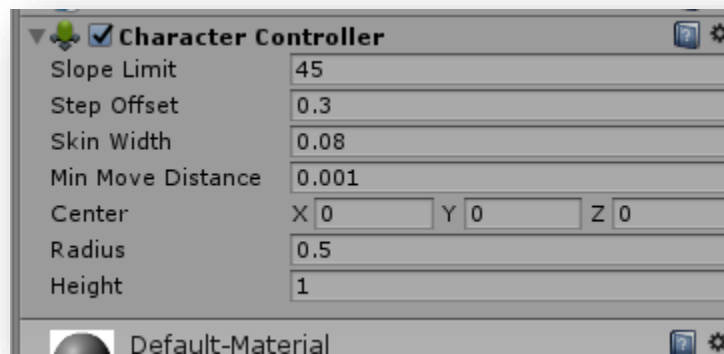 Character Controller
Slope Limit 45
Step Offset 0.3
Skin Width 0.08
Min Move Distance 0.001
Center X 0 Y 0 Z 0
Radius 0.5
Height 1
Default-Material